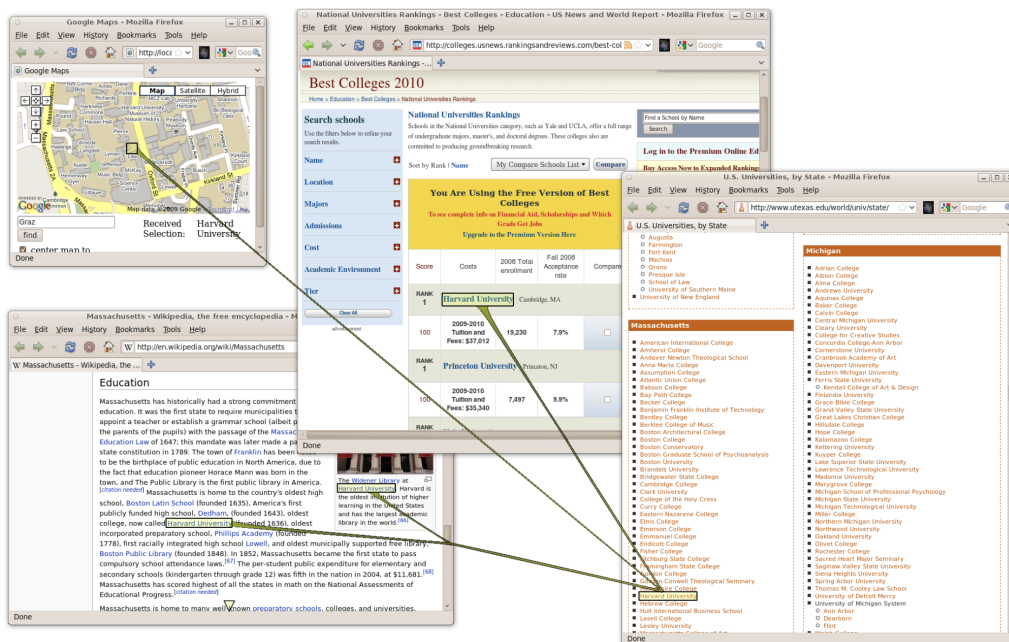 Google Maps - Mozilla Firefox
File Edit View History Bookmarks Tools Help
http://loca
Google
Google Maps
Map Satellite Hybrid
Kirkland St
Oxford St
Map data ©2009 Google
Google
Graz
find
Received Selection:
Harvard University
center map to
Done
National Universities Rankings - Best Colleges - Education - US News and World Report - Mozilla Firefox
File Edit View History Bookmarks Tools Help
http://colleges.usnews.rankingsandreviews.com/best-col
Google
National Universities Rankings -...
Best Colleges 2010
Home > Education > Best Colleges > National Universities Rankings
Search schools
Use the filters below to refine your
search results.
Name
Location
Majors
Admissions
Cost
Academic Environment
Tier
Clear All
advertisement
National Universities Rankings
Schools in the National Universities category, such as Yale and UCLA, offer a full range
of undergraduate majors, master's, and doctoral degrees. These colleges also are
committed to producing groundbreaking research.
Sort by Rank | Name
My Compare Schools List
Compare
You Are Using the Free Version of Best
Colleges
To see complete info on Financial Aid, Scholarships and Which
Grads Get Jobs
Upgrade to the Premium Version Here
Score Costs 2008 Total enrollment Fall 2008 Acceptance rate Compare
RANK 1 Harvard University Cambridge, MA
100 2009-2010 Tuition and Fees: $37,012 19,230 7.9%
RANK 1 Princeton University Princeton, NJ
100 2009-2010 Tuition and Fees: $35,340 7,497 9.9%
RANK
Find a School by Name
Search
Log in to the Premium Online Ed
Buy Access Now to Expanded Ranking
Done
Massachusetts - Wikipedia, the free encyclopedia - M
File Edit View History Bookmarks Tools Help
http://en.wikipedia.org/wiki/Massachusetts
Massachusetts - Wikipedia, the ...
Education
Massachusetts has historically had a strong commitment
education. It was the first state to require municipalities t
appoint a teacher or establish a grammar school (albeit p
the parents of the pupils) with the passage of the Massac
Education Law of 1647; this mandate was later made a pa
state constitution in 1789. The town of Franklin has been
to be the birthplace of public education in North America, due to
the fact that education pioneer Horace Mann was born in the
town, and The Public Library is the first public library in America.
[citation needed] Massachusetts is home to the country's oldest high
school, Boston Latin School (founded 1635), America's first
publicly funded high school, Dedham, (founded 1643), oldest
college, now called Harvard University (founded 1636), oldest
incorporated preparatory school, Phillips Academy (founded
1778), first racially integrated high school Lowell, and oldest municipally supported free library,
Boston Public Library (founded 1848). In 1852, Massachusetts became the first state to pass
compulsory school attendance laws.[67] The per-student public expenditure for elementary and
secondary schools (kindergarten through grade 12) was fifth in the nation in 2004, at $11,681.[68]
Massachusetts has scored highest of all the states in math on the National Assessments of
Educational Progress.[citation needed]
Massachusetts is home to many well known preparatory schools, colleges, and universities.
The Widener Library at
Harvard University. Harvard is
the oldest institution of higher
learning in the United States
and has the largest academic
library in the world.[66]
Done
U.S. Universities, by State - Mozilla Firefox
File Edit View History Bookmarks Tools Help
http://www.utexas.edu/world/univ/state/
Google
U.S. Universities, by State
Augusta
Farmington
Fort Kent
Machias
Orono
Presque Isle
School of Law
University of Southern Maine
University of New England
Massachusetts
American International College
Amherst College
Andover Newton Theological School
Anna Maria College
Assumption College
Atlantic Union College
Babson College
Bay Path College
Becker College
Benjamin Franklin Institute of Technology
Bentley College
Berklee College of Music
Boston Architectural College
Boston College
Boston Conservatory
Boston Graduate School of Psychoanalysis
Boston University
Brandeis University
Bridgewater State College
Cambridge College
Clark University
College of the Holy Cross
Curry College
Eastern Nazarene College
Elms College
Emerson College
Emmanuel College
Endicott College
Fisher College
Fitchburg State College
Framingham State College
Gordon College
Gordon-Conwell Theological Seminary
Hampshire College
Harvard University
Hebrew College
Hult International Business School
Lasell College
Lesley University
Michigan
Adrian College
Albion College
Alma College
Andrews University
Aquinas College
Baker College
Calvin College
Central Michigan University
Cleary University
College for Creative Studies
Concordia College-Ann Arbor
Cornerstone University
Cranbrook Academy of Art
Davenport University
Eastern Michigan University
Ferris State University
Kendall College of Art & Design
Finlandia University
Grace Bible College
Grand Valley State University
Great Lakes Christian College
Hillsdale College
Hope College
Kalamazoo College
Kettering University
Kuyper College
Lake Superior State University
Lawrence Technological University
Madonna University
Marygrove College
Michigan School of Professional Psychology
Michigan State University
Michigan Technological University
Miller College
Northern Michigan University
Northwood University
Oakland University
Olivet College
Rochester College
Sacred Heart Major Seminary
Saginaw Valley State University
Siena Heights University
Spring Arbor University
Thomas M. Cooley Law School
University of Detroit Mercy
University of Michigan System
Ann Arbor
Dearborn
Flint
Done